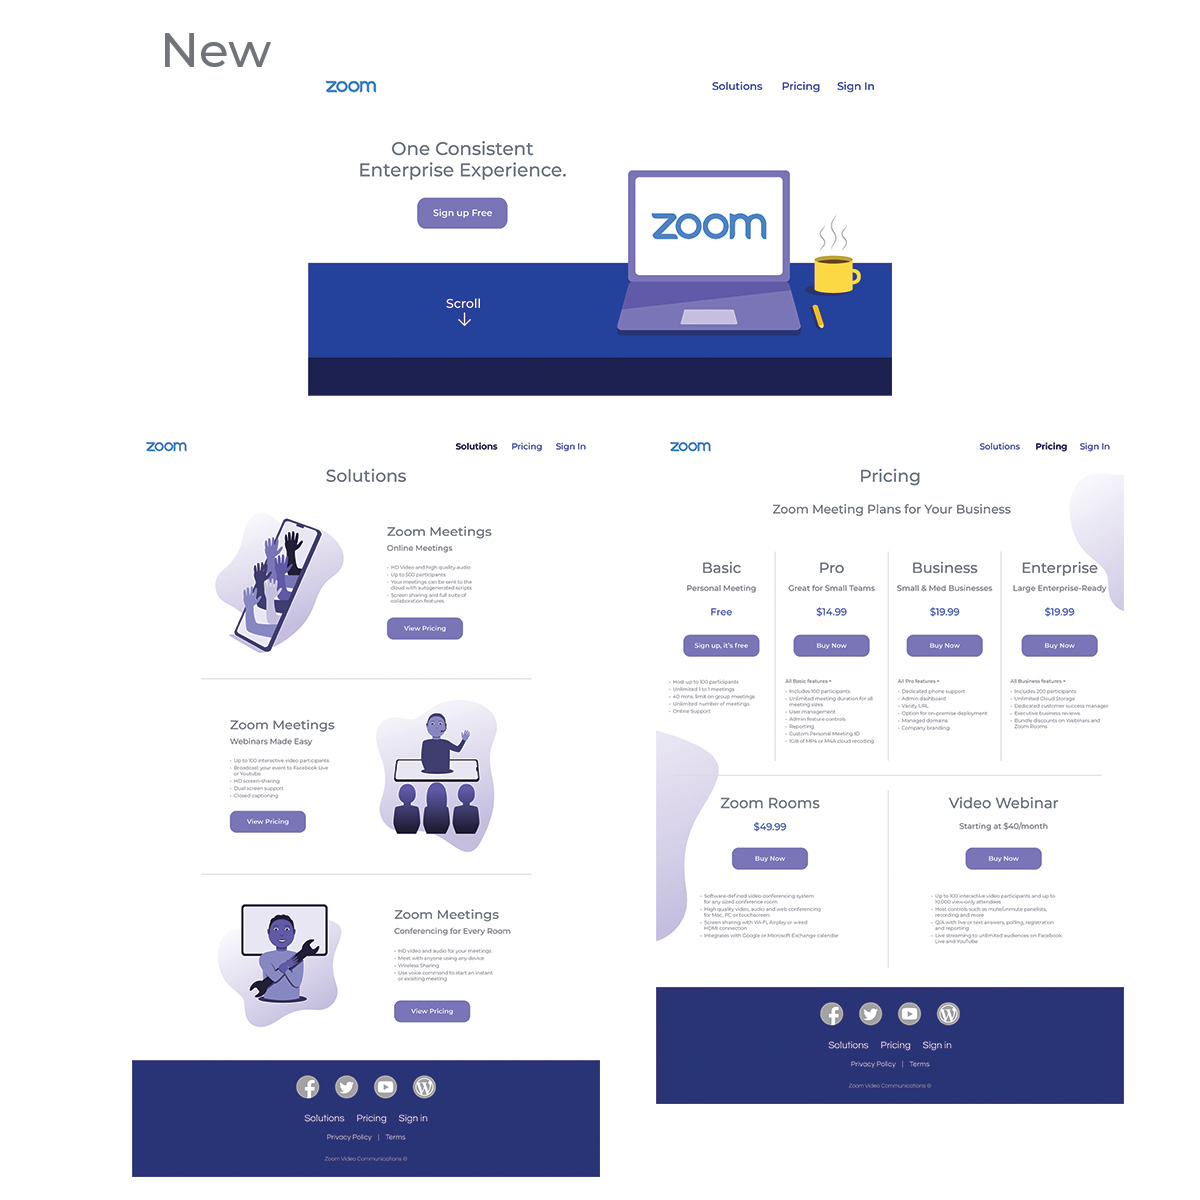 New
zoom
Solutions Pricing Sign In
One Consistent
Enterprise Experience.
Sign up Free
zoom
Scroll
zoom
Solutions Pricing Sign In
Solutions
Zoom Meetings
Online Meetings
- HD Video and high quality audio
- Up to 500 participants
- Your meetings can be sent to the
cloud with autogenerated scripts
- Screen sharing and full suite of
collaboration features
View Pricing
Zoom Meetings
Webinars Made Easy
- Up to 100 interactive video participants
- Broadcast your event to Facebook Live
or Youtube
- HD screen-sharing
- Dual screen support
- Closed captioning
View Pricing
Zoom Meetings
Conferencing for Every Room
- HD video and audio for your meetings
- Meet with anyone using any device
- Wireless Sharing
- Use voice command to start an instant
or exsisting meeting
View Pricing
Solutions Pricing Sign in
Privacy Policy | Terms
Zoom Video Communications ©
zoom
Solutions Pricing Sign In
Pricing
Zoom Meeting Plans for Your Business
Basic
Personal Meeting
Free
Sign up, it's free
- Host up to 100 participants
- Unlimited 1 to 1 meetings
- 40 mins limit on group meetings
- Unlimited number of meetings
- Online Support
Pro
Great for Small Teams
$14.99
Buy Now
All Basic features +
- Includes 100 participants
- Unlimited meeting duration for all
meeting sizes
- User management
- Admin feature controls
- Reporting
- Custom Personal Meeting ID
- 1GB of MP4 or M4A cloud recoding
Business
Small & Med Businesses
$19.99
Buy Now
All Pro features +
- Dedicated phone support
- Admin dashboard
- Vanity URL
- Option for on-premise deployment
- Managed domains
- Company branding
Enterprise
Large Enterprise-Ready
$19.99
Buy Now
All Business features +
- Includes 200 participants
- Unlimited Cloud Storage
- Dedicated customer success manager
- Executive business reviews
- Bundle discounts on Webinars and
Zoom Rooms
Zoom Rooms
$49.99
Buy Now
- Software-defined video conferencing system
for any sized conference room
- High quality video, audio and web conferencing
for Mac, PC or touchscreen
- Screen sharing with Wi-Fi, Airplay or wired
HDMI connection
- Integrates with Google or Microsoft Exchange calendar
Video Webinar
Starting at $40/month
Buy Now
- Up to 100 interactive video participants and up to
10,000 view-only attendees
- Host controls such as mute/unmute panelists,
recording and more
- Q&A with live or text answers, polling, registration
and reporting
- Live streaming to unlimited audiences on Facebook
Live and YouTube
Solutions Pricing Sign in
Privacy Policy | Terms
Zoom Video Communications ©